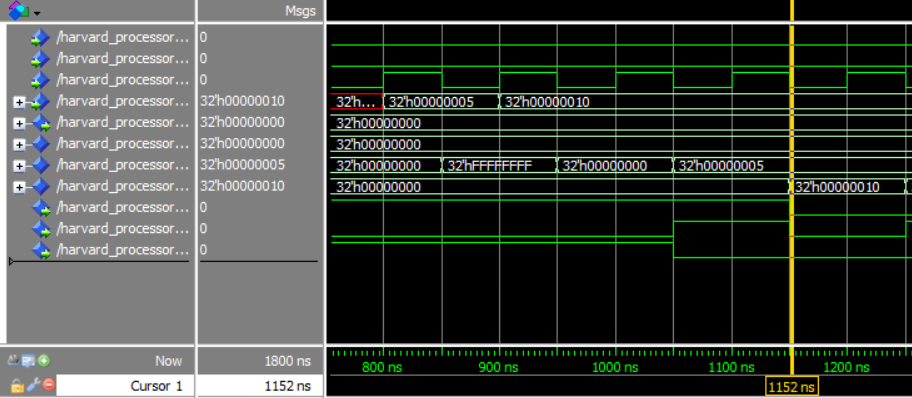 Msgs
/harvard_processor... 0
/harvard_processor... 0
/harvard_processor... 0
/harvard_processor... 32'h00000010 32'h... 32'h00000005 32'h00000010
/harvard_processor... 32'h00000000 32'h00000000
/harvard_processor... 32'h00000000 32'h00000000
/harvard_processor... 32'h00000005 32'h00000000 32'hFFFFFFFF 32'h00000000 32'h00000005
/harvard_processor... 32'h00000010 32'h00000000 32'h00000010
/harvard_processor... 0
/harvard_processor... 0
/harvard_processor... 0
Now 1800 ns 800 ns 900 ns 1000 ns 1100 ns 1200 ns
Cursor 1 1152 ns 1152 ns